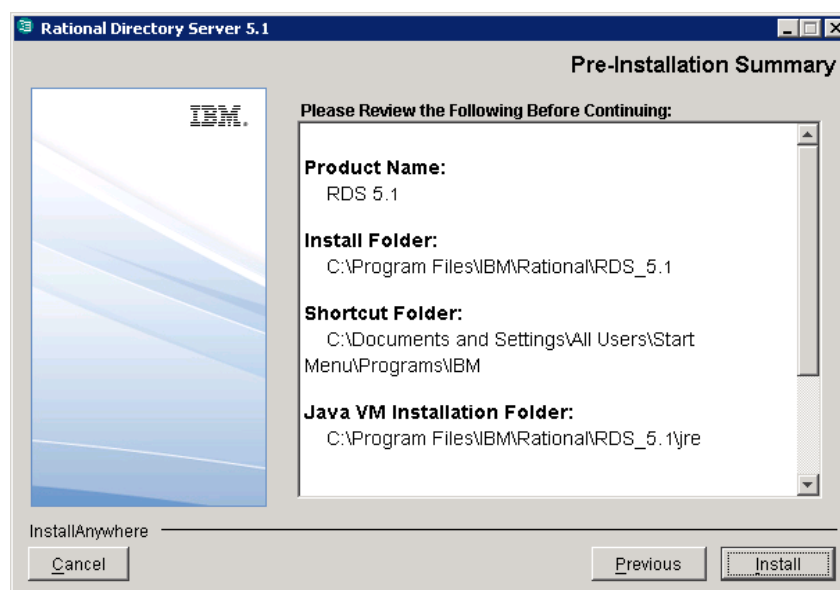 Rational Directory Server 5.1
Pre-Installation Summary
IBM.
Please Review the Following Before Continuing:
Product Name:
RDS 5.1
Install Folder:
C:\Program Files\IBM\Rational\RDS_5.1
Shortcut Folder:
C:\Documents and Settings\All Users\Start
Menu\Programs\IBM
Java VM Installation Folder:
C:\Program Files\IBM\Rational\RDS_5.1\jre
InstallAnywhere
Cancel
Previous
Install